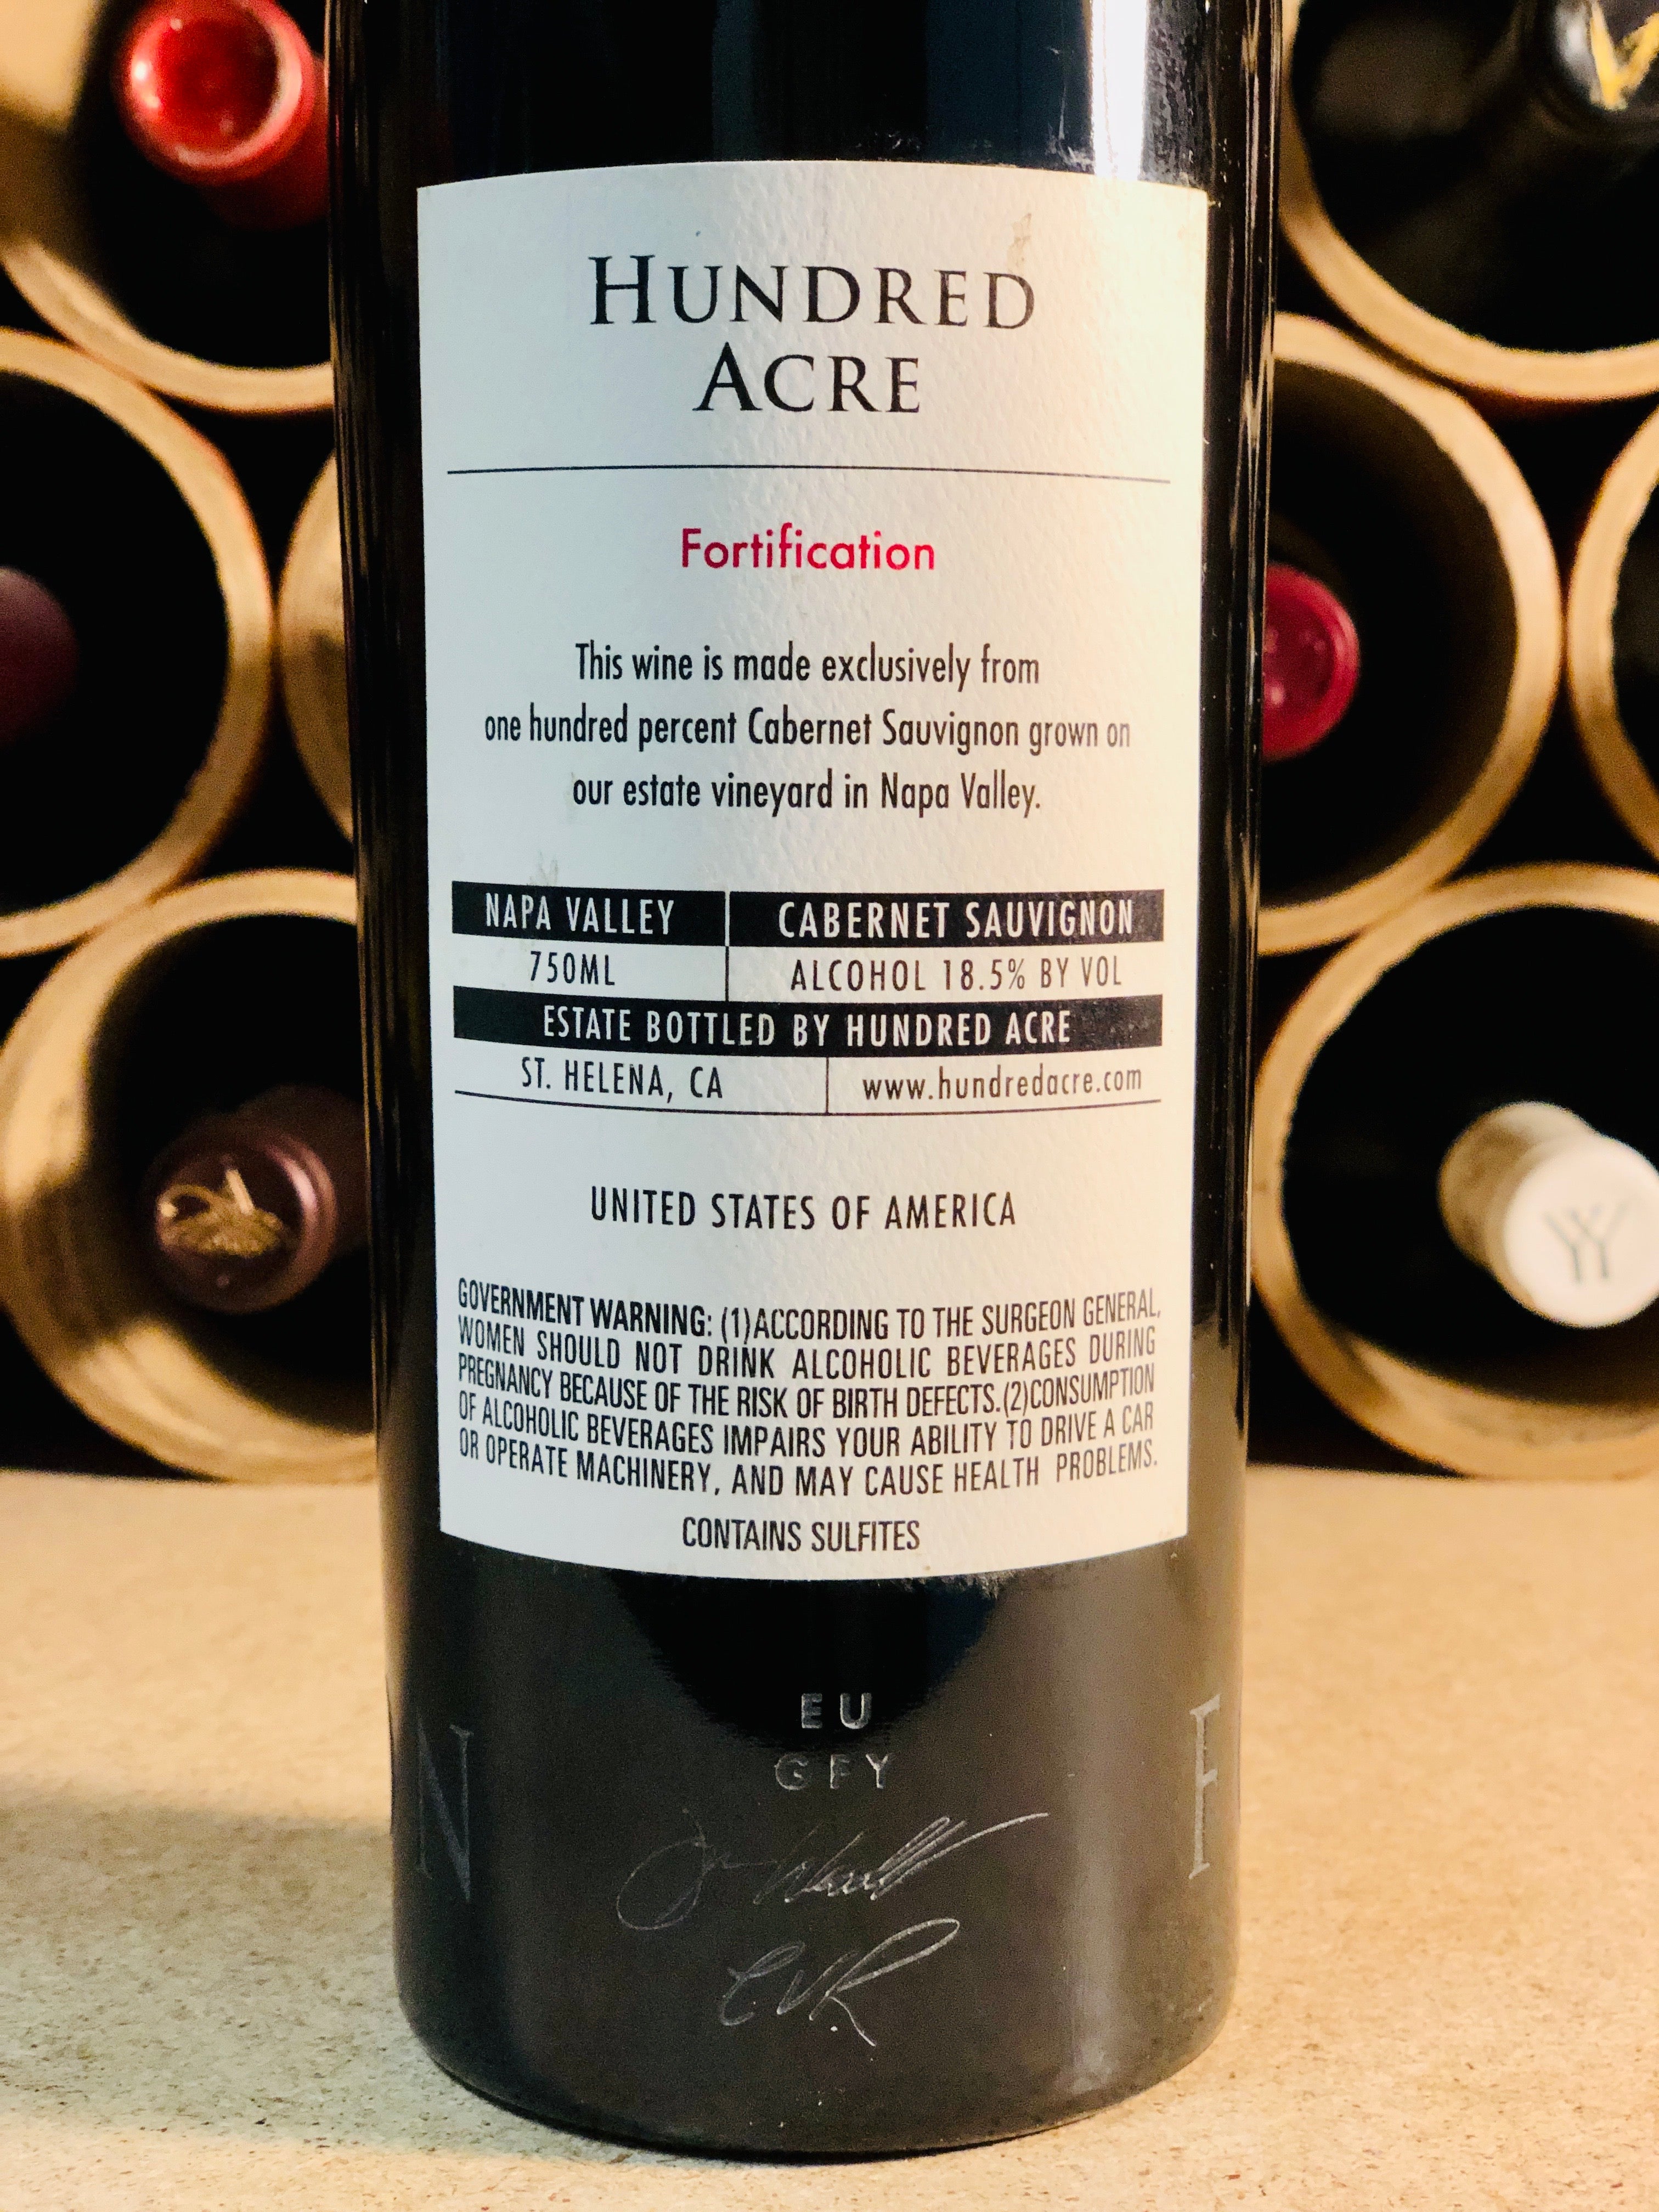 HUNDRED
ACRE
Fortification
This wine is made exclusively from
one hundred percent Cabernet Sauvignon grown on
our estate vineyard in Napa Valley.
NAPA VALLEY CABERNET SAUVIGNON
750ML ALCOHOL 18.5% BY VOL
ESTATE BOTTLED BY HUNDRED ACRE
ST. HELENA, CA www.hundredacre.com
UNITED STATES OF AMERICA
GOVERNMENT WARNING: (1)ACCORDING TO THE SURGEON GENERAL,
WOMEN SHOULD NOT DRINK ALCOHOLIC BEVERAGES DURING
PREGNANCY BECAUSE OF THE RISK OF BIRTH DEFECTS.(2)CONSUMPTION
OF ALCOHOLIC BEVERAGES IMPAIRS YOUR ABILITY TO DRIVE A CAR
OR OPERATE MACHINERY, AND MAY CAUSE HEALTH PROBLEMS.
CONTAINS SULFITES
EU
GFY
N